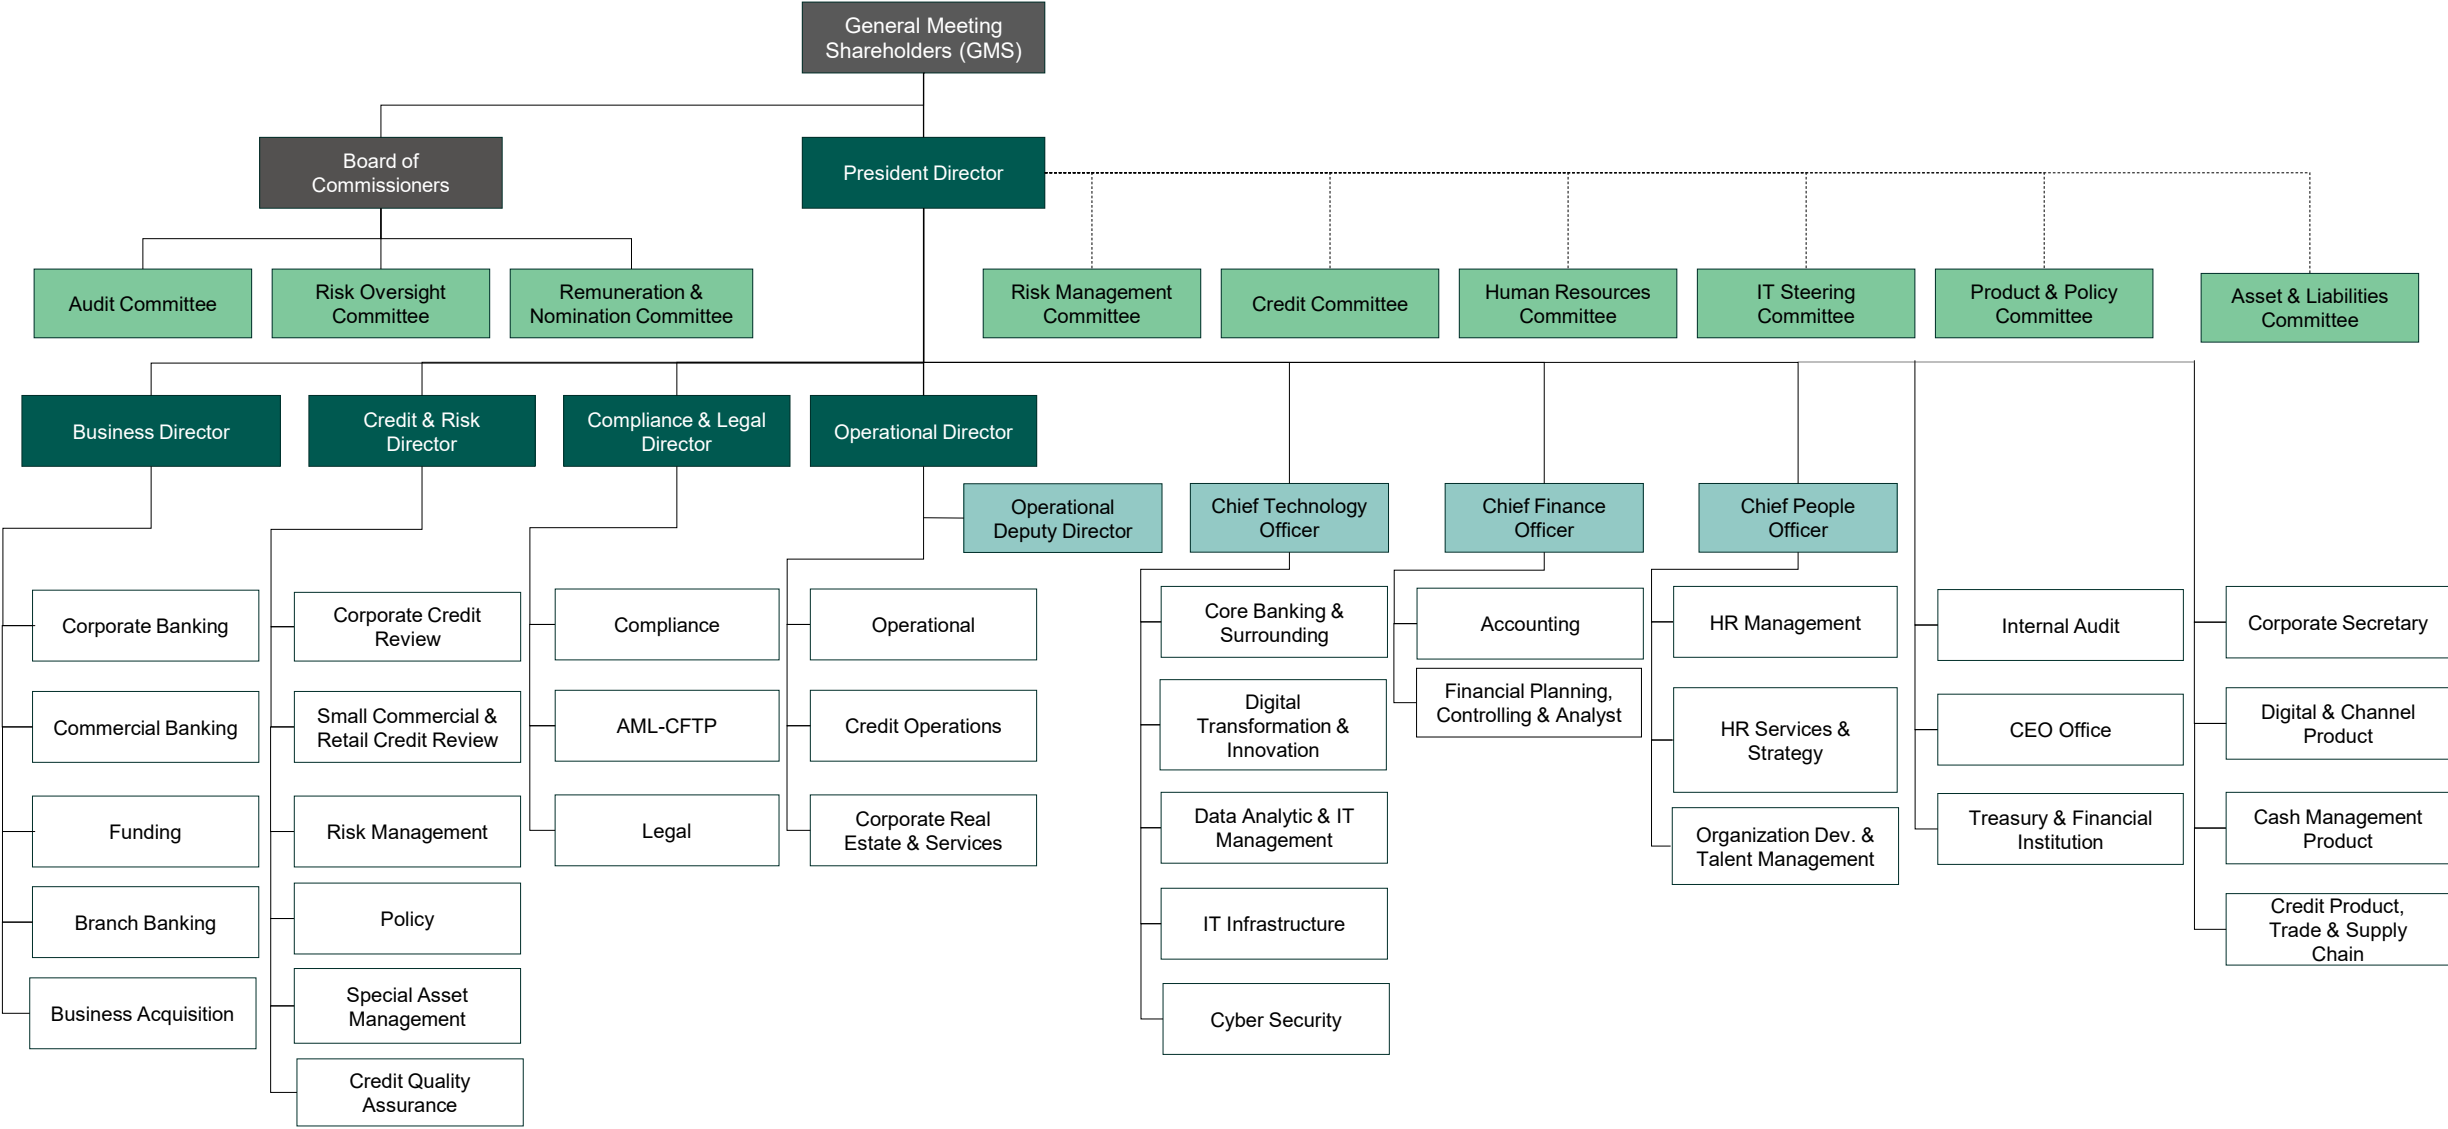 General Meeting
Shareholders (GMS)
Board of
Commissioners
President Director
Audit Committee
Risk Oversight
Committee
Remuneration &
Nomination Committee
Risk Management
Committee
Credit Committee
Human Resources
Committee
IT Steering
Committee
Product & Policy
Committee
Asset & Liabilities
Committee
Business Director
Credit & Risk
Director
Compliance & Legal
Director
Operational Director
Operational
Deputy Director
Chief Technology
Officer
Chief Finance
Officer
Chief People
Officer
Corporate Banking
Commercial Banking
Funding
Branch Banking
Business Acquisition
Corporate Credit
Review
Small Commercial &
Retail Credit Review
Risk Management
Policy
Special Asset
Management
Credit Quality
Assurance
Compliance
AML-CFTP
Legal
Operational
Credit Operations
Corporate Real
Estate & Services
Core Banking &
Surrounding
Digital
Transformation &
Innovation
Data Analytic & IT
Management
IT Infrastructure
Cyber Security
Accounting
Financial Planning,
Controlling & Analyst
HR Management
HR Services &
Strategy
Organization Dev. &
Talent Management
Internal Audit
CEO Office
Treasury & Financial
Institution
Corporate Secretary
Digital & Channel
Product
Cash Management
Product
Credit Product,
Trade & Supply
Chain